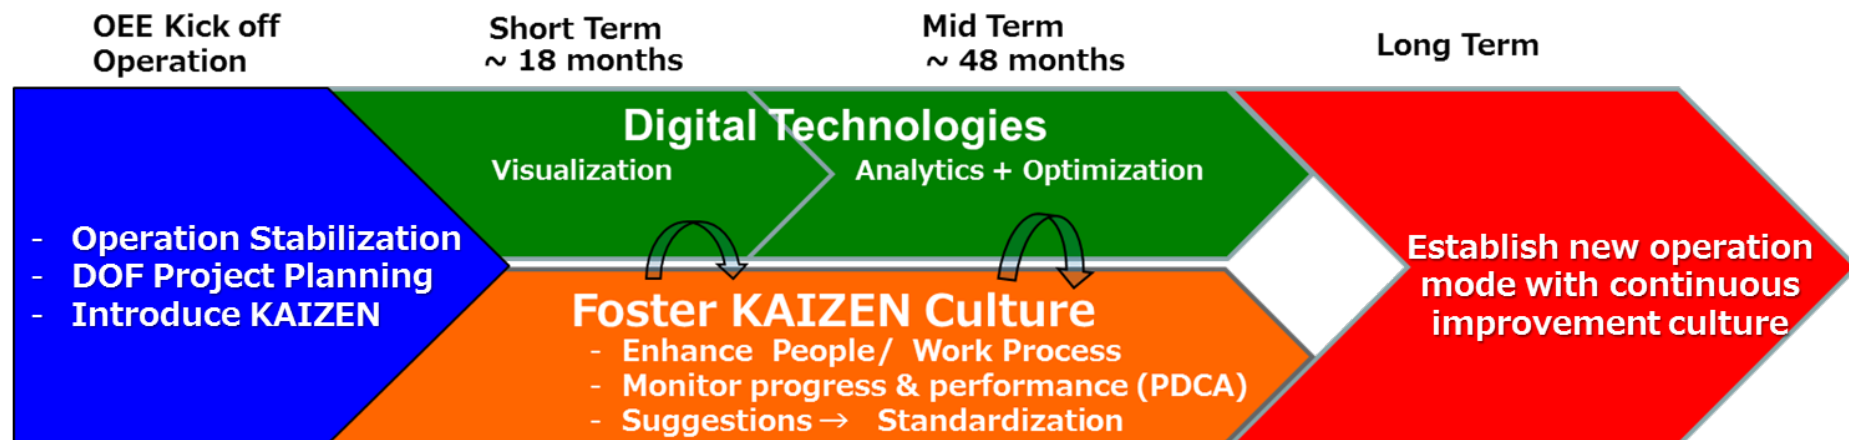 OEE Kick off
Operation
Short Term
~ 18 months
Mid Term
~ 48 months
Long Term
Digital Technologies
Visualization
Analytics + Optimization
- Operation Stabilization
- DOF Project Planning
- Introduce KAIZEN
Foster KAIZEN Culture
- Enhance People/ Work Process
- Monitor progress & performance (PDCA)
- Suggestions → Standardization
Establish new operation
mode with continuous
improvement culture